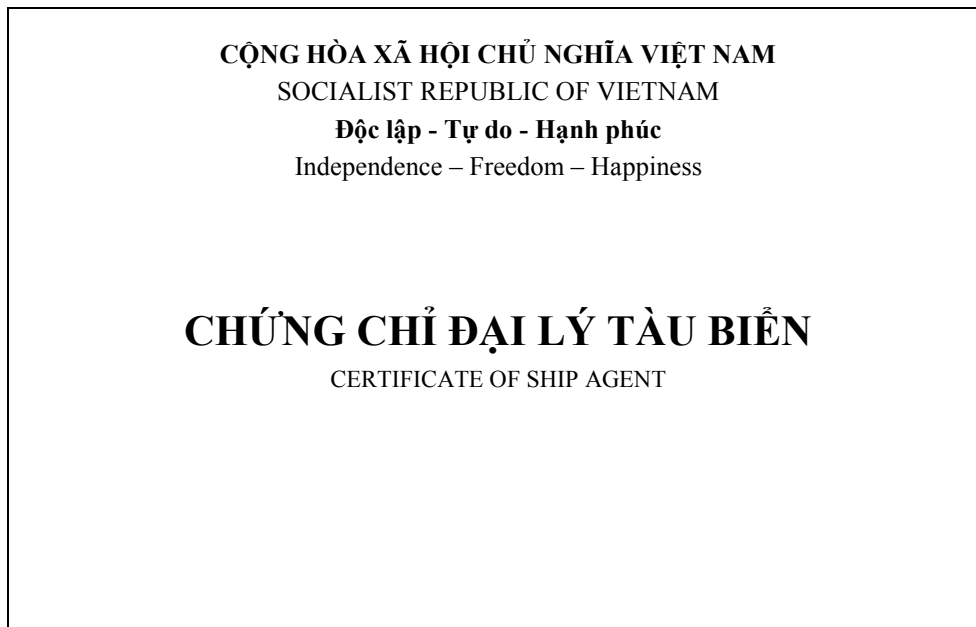 CỘNG HÒA XÃ HỘI CHỦ NGHĨA VIỆT NAM
SOCIALIST REPUBLIC OF VIETNAM
Độc lập - Tự do - Hạnh phúc
Independence – Freedom – Happiness
CHỨNG CHỈ ĐẠI LÝ TÀU BIỂN
CERTIFICATE OF SHIP AGENT